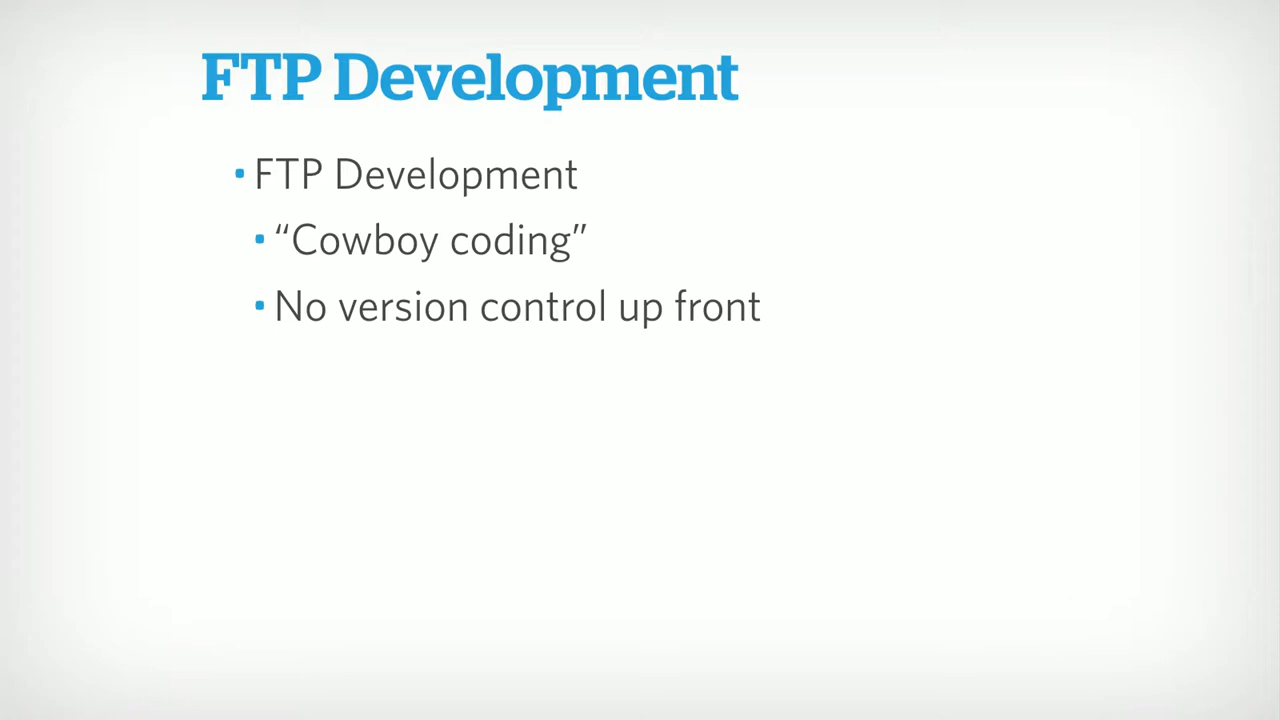 FTP Development
• FTP Development
• “Cowboy coding”
• No version control up front